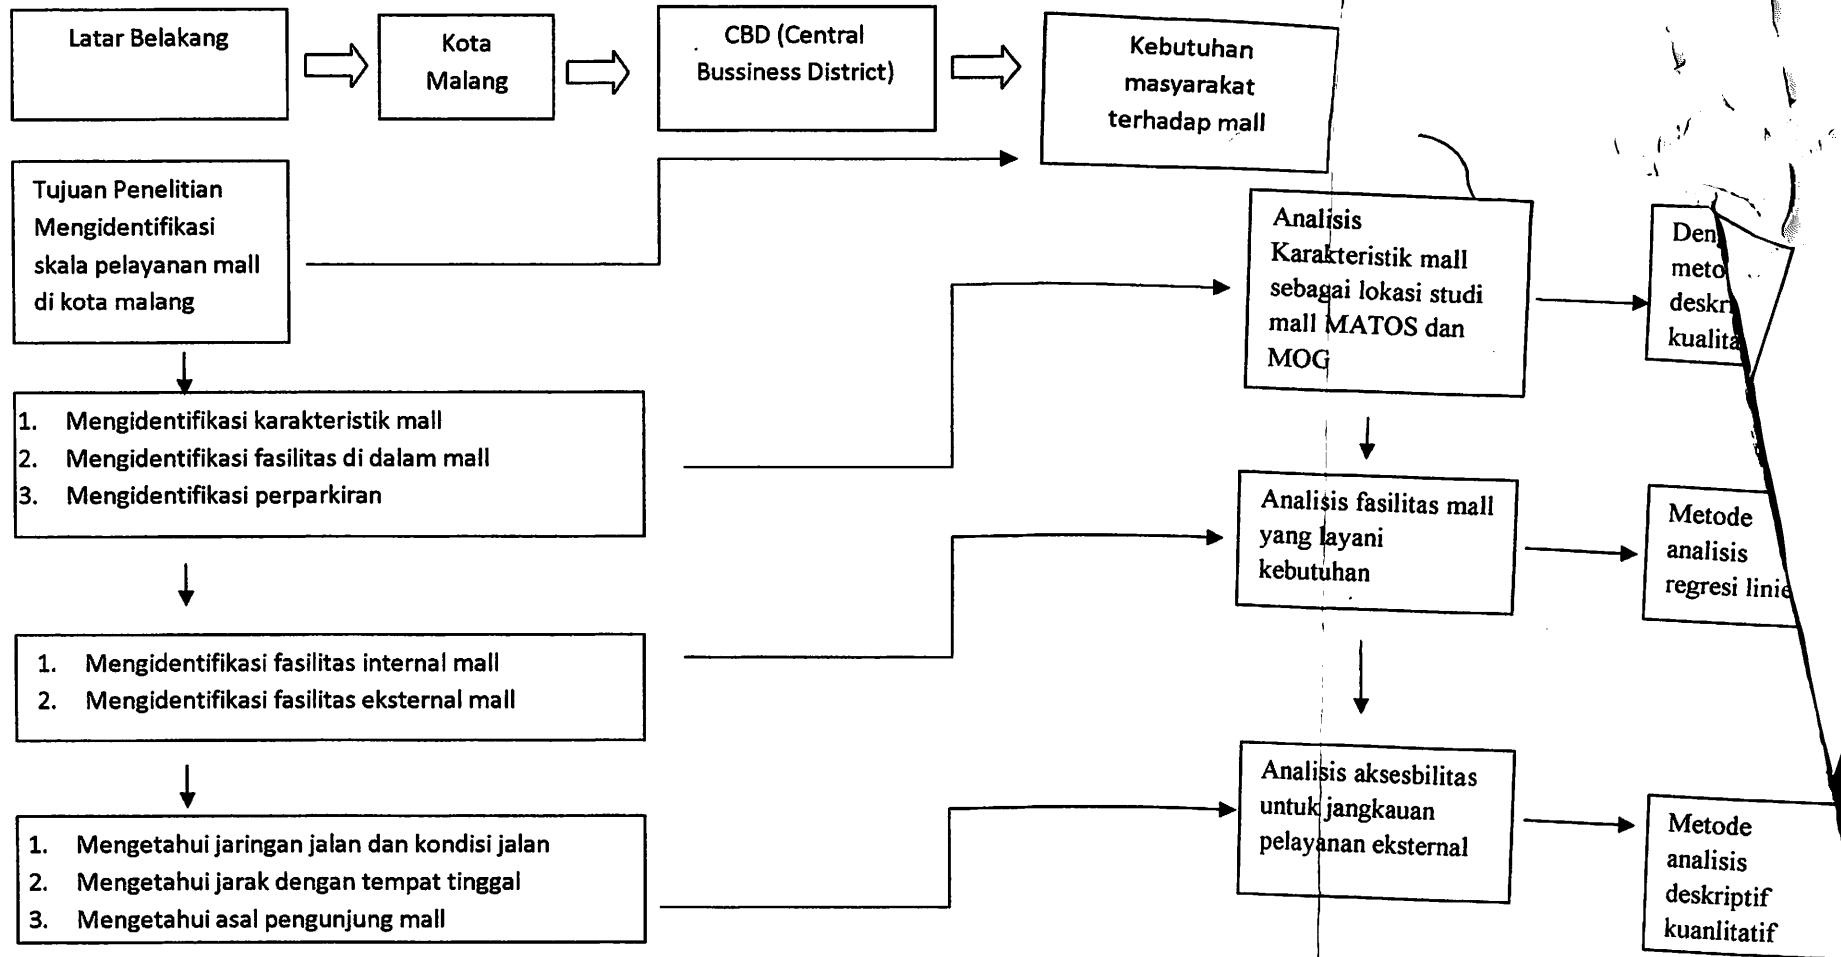 Latar Belakang
Kota
Malang
CBD (Central
Bussiness District)
Kebutuhan
masyarakat
terhadap mall
Tujuan Penelitian
Mengidentifikasi
skala pelayanan mall
di kota malang
Analisis
Karakteristik mall
sebagai lokasi studi
mall MATOS dan
MOG
1. Mengidentifikasi karakteristik mall
2. Mengidentifikasi fasilitas di dalam mall
3. Mengidentifikasi perparkiran
Analisis fasilitas mall
yang layani
kebutuhan
Metode
analisis
regresi
1. Mengidentifikasi fasilitas internal mall
2. Mengidentifikasi fasilitas eksternal mall
Analisis aksesbilitas
untuk jangkauan
pelayanan eksternal
Metode
analisis
deskriptif
kuanlitatif
1. Mengetahui jaringan jalan dan kondisi jalan
2. Mengetahui jarak dengan tempat tinggal
3. Mengetahui asal pengunjung mall